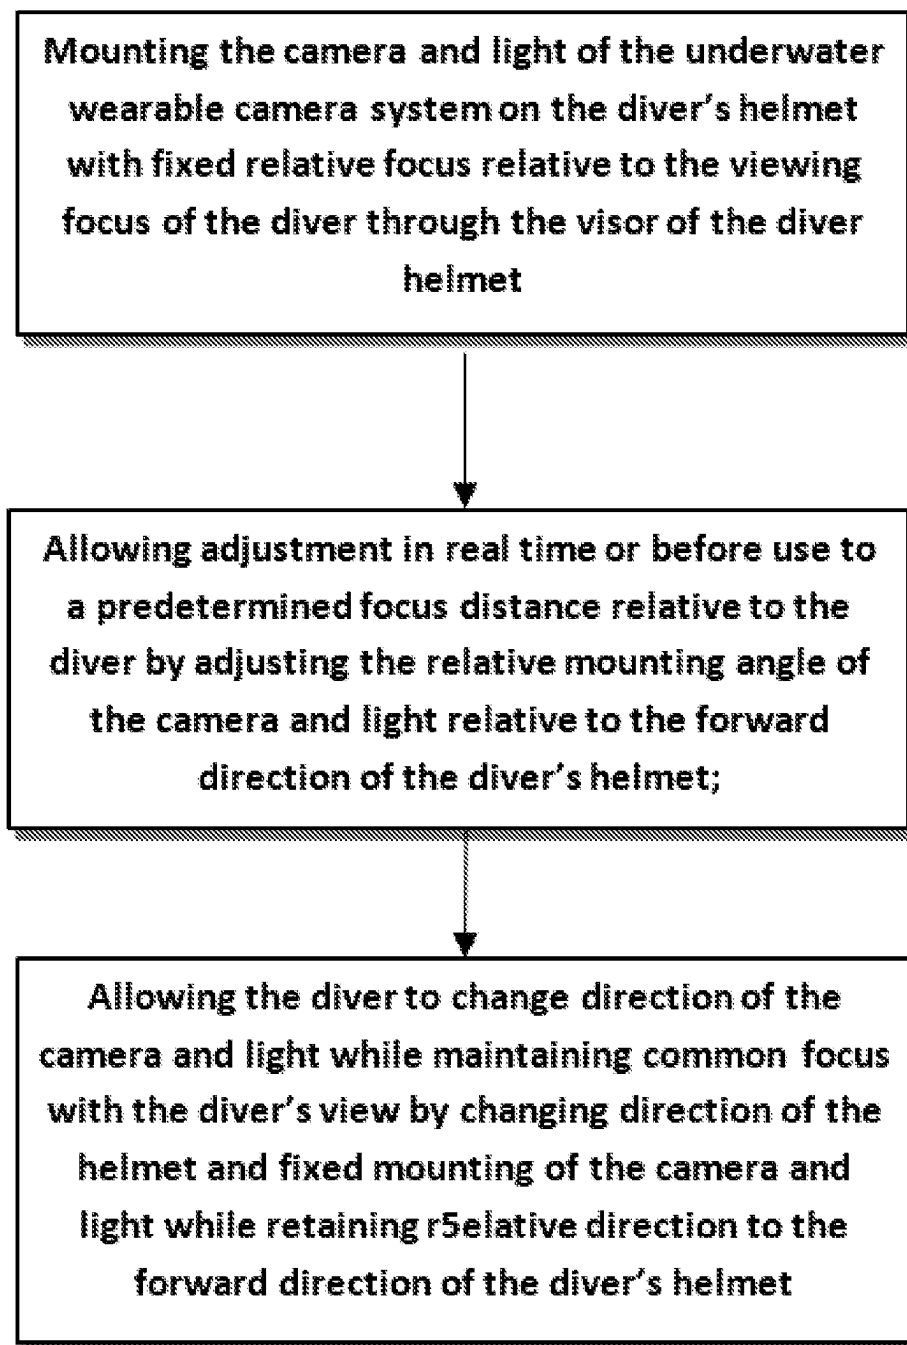 Mounting the camera and light of the underwater
wearable camera system on the diver's helmet
with fixed relative focus relative to the viewing
focus of the diver through the visor of the diver
helmet
Allowing adjustment in real time or before use to
a predetermined focus distance relative to the
diver by adjusting the relative mounting angle of
the camera and light relative to the forward
direction of the diver's helmet;
Allowing the diver to change direction of the
camera and light while maintaining common focus
with the diver's view by changing direction of the
helmet and fixed mounting of the camera and
light while retaining r5elative direction to the
forward direction of the diver's helmet